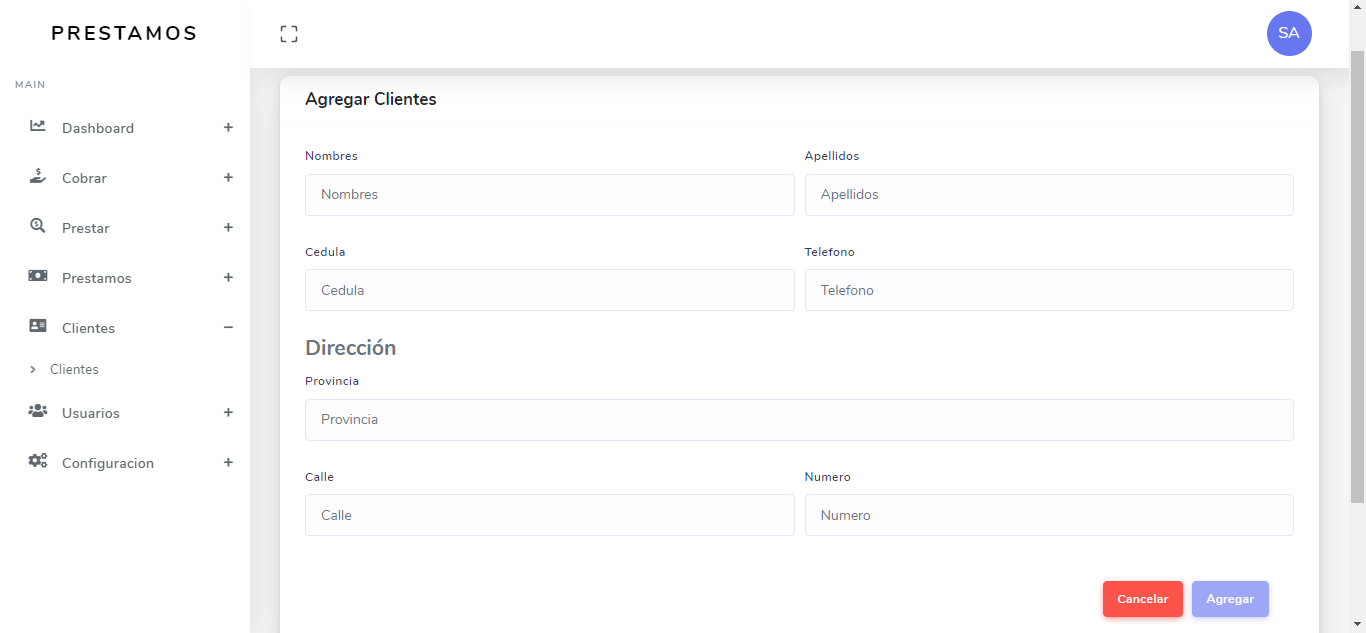 PRESTAMOS
SA
MAIN
Dashboard
Cobrar
Prestar
Prestamos
Clientes
Clientes
Usuarios
Configuracion
Agregar Clientes
Nombres
Apellidos
Nombres
Apellidos
Cedula
Telefono
Cedula
Telefono
Dirección
Provincia
Provincia
Calle
Numero
Calle
Numero
Cancelar
Agregar